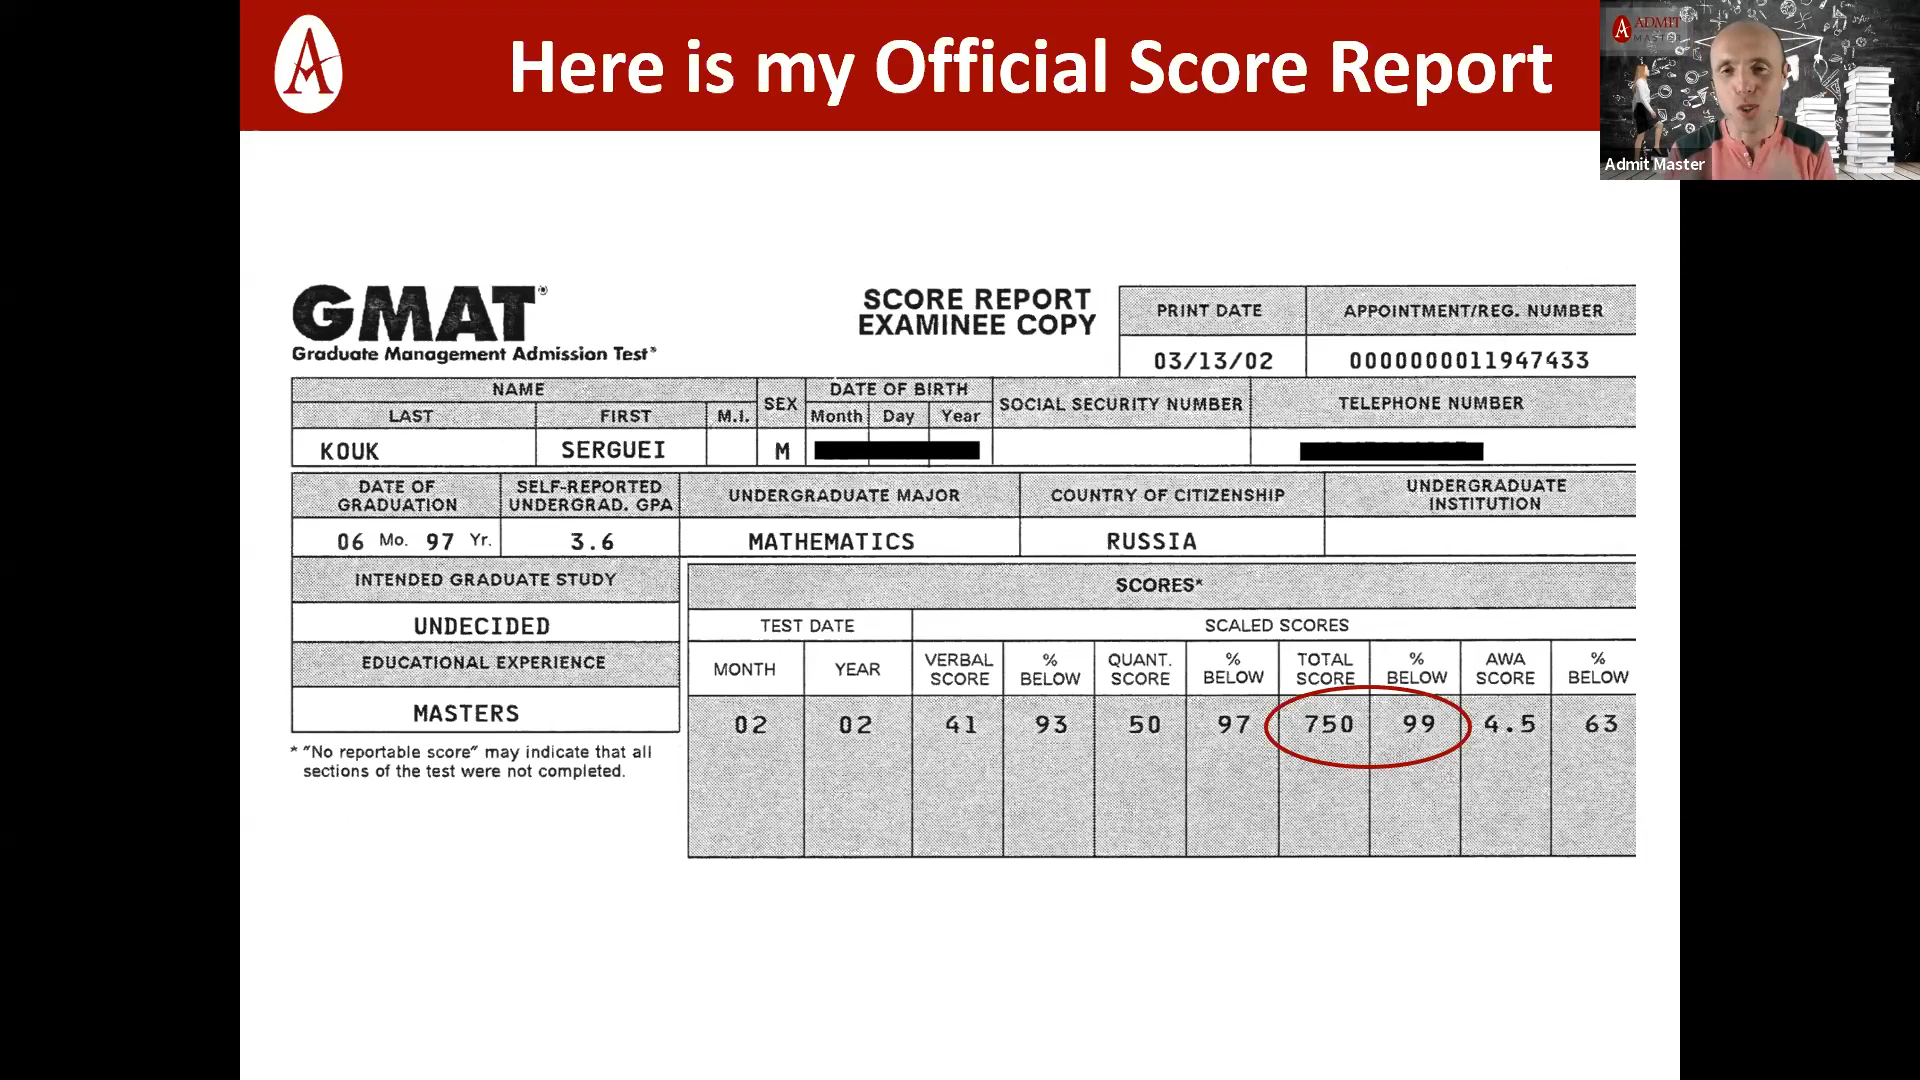 Here is my Official Score Report
ADMIT
MASTER
Admit Master
GMAT®
Graduate Management Admission Test®
SCORE REPORT
EXAMINEE COPY
PRINT DATE APPOINTMENT/REG. NUMBER
03/13/02 0000000011947433
NAME SEX DATE OF BIRTH SOCIAL SECURITY NUMBER TELEPHONE NUMBER
LAST FIRST M.I. Month Day Year
KOUK SERGUEI M
DATE OF GRADUATION SELF-REPORTED UNDERGRAD. GPA UNDERGRADUATE MAJOR COUNTRY OF CITIZENSHIP UNDERGRADUATE INSTITUTION
06 Mo. 97 Yr. 3.6 MATHEMATICS RUSSIA
INTENDED GRADUATE STUDY
UNDECIDED
EDUCATIONAL EXPERIENCE
MASTERS
* "No reportable score" may indicate that all
sections of the test were not completed.
SCORES*
TEST DATE SCALED SCORES
MONTH YEAR VERBAL SCORE % BELOW QUANT. SCORE % BELOW TOTAL SCORE % BELOW AWA SCORE % BELOW
02 02 41 93 50 97 750 99 4.5 63